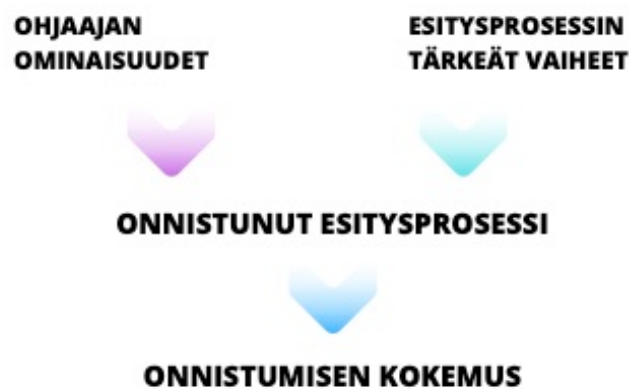 OHJAAJAN
OMINAISUUDET
ESITYSPROSESSIN
TÄRKEÄT VAIHEET
ONNISTUNUT ESITYSPROSESSI
ONNISTUMISEN KOKEMUS